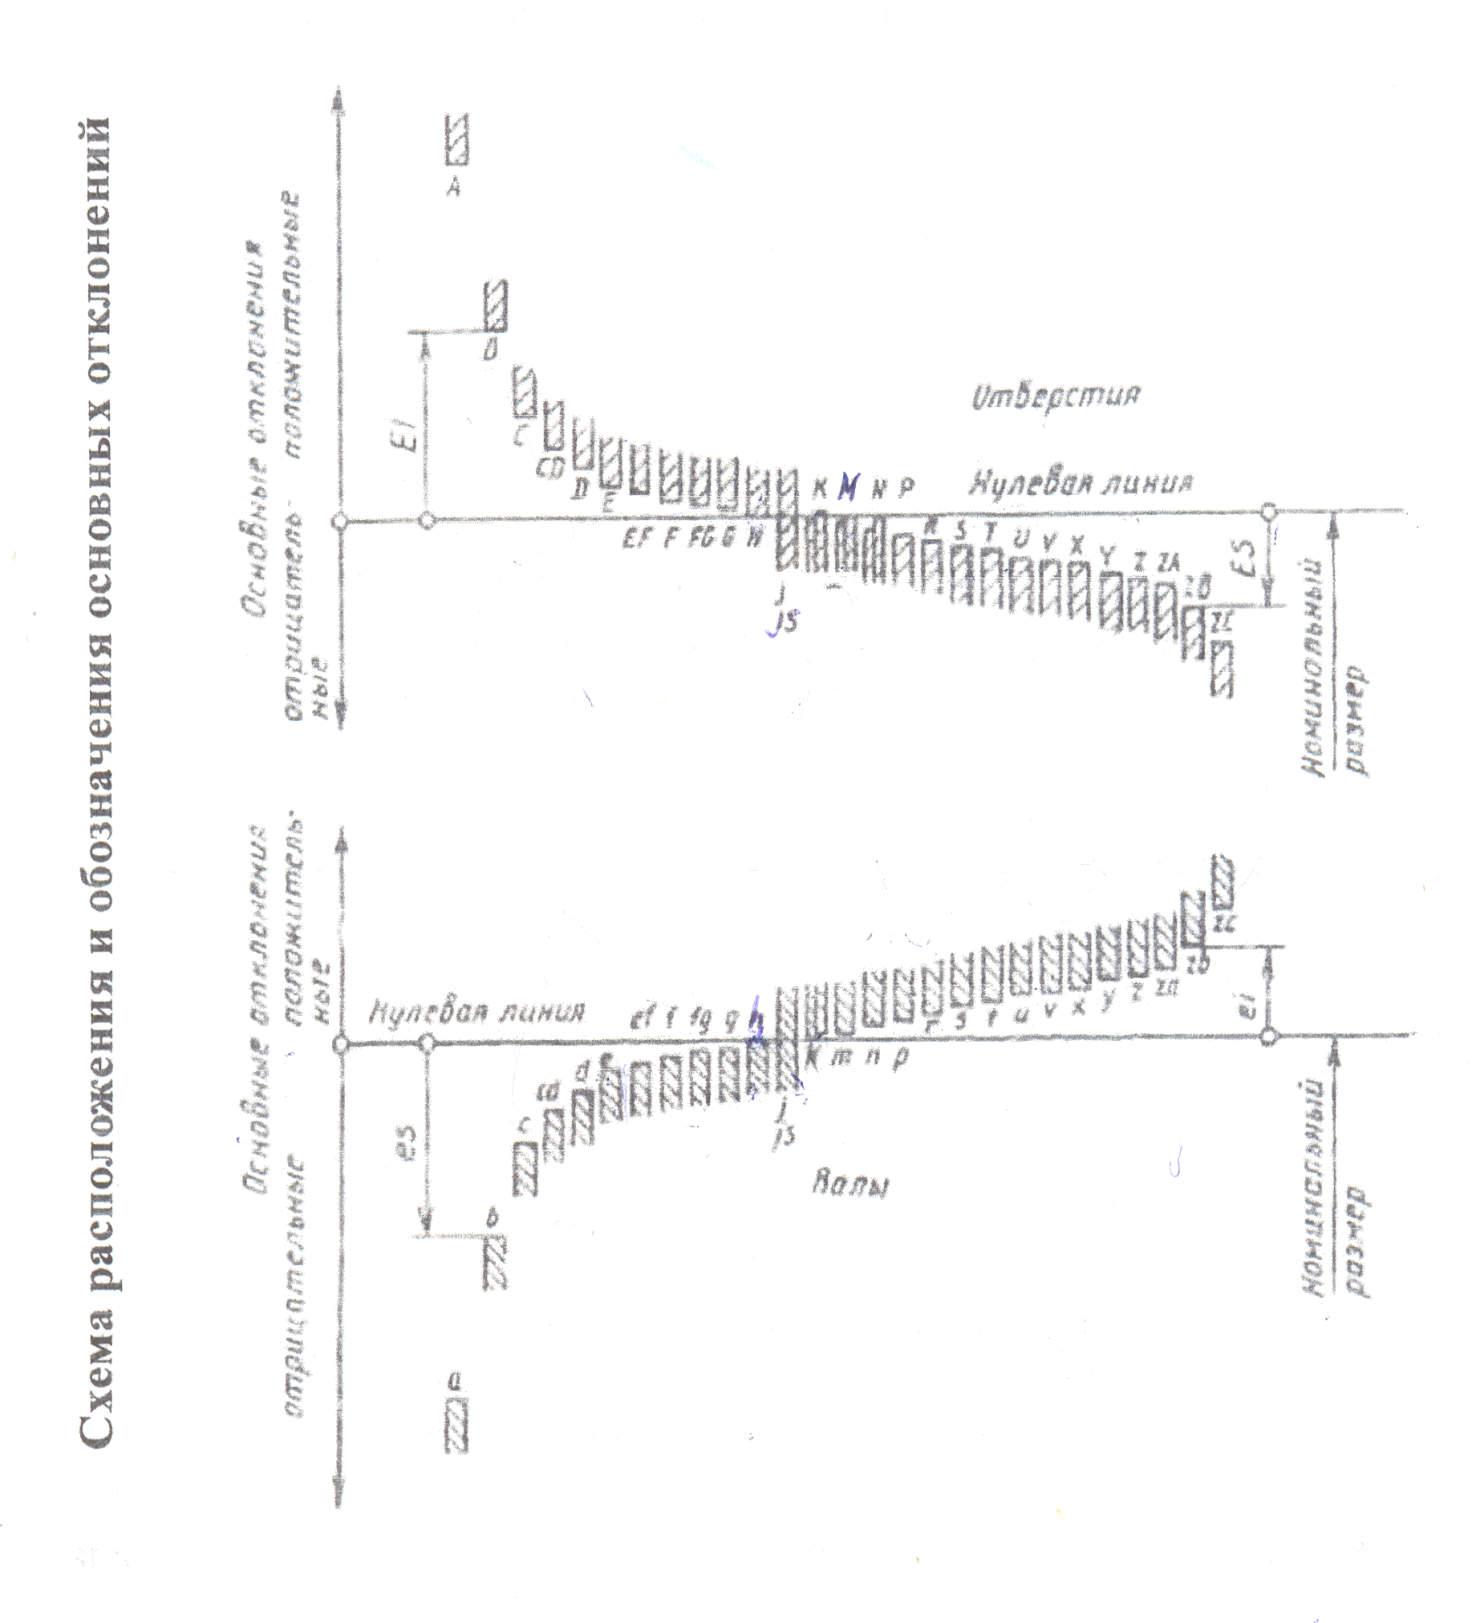 Схема расположения и обозначения основных отклонений
Основные отклонения
отрицатель-
ные
положительные
A
EI
D
C
CD
D
E
EF F FG G H
J
js
K M N P
R S T U V X Y Z ZA ZB ZC
Отверстия
Нулевая линия
ES
Номинольный
размер
Основные отклонения
отрицательные
положитель-
ные
Нулевая линия
es
a
b
c
cd
d
e
ef f fg g h
j
js
k m n p
r s t u v x y z za zb zc
Валы
ei
Номинальный
размер